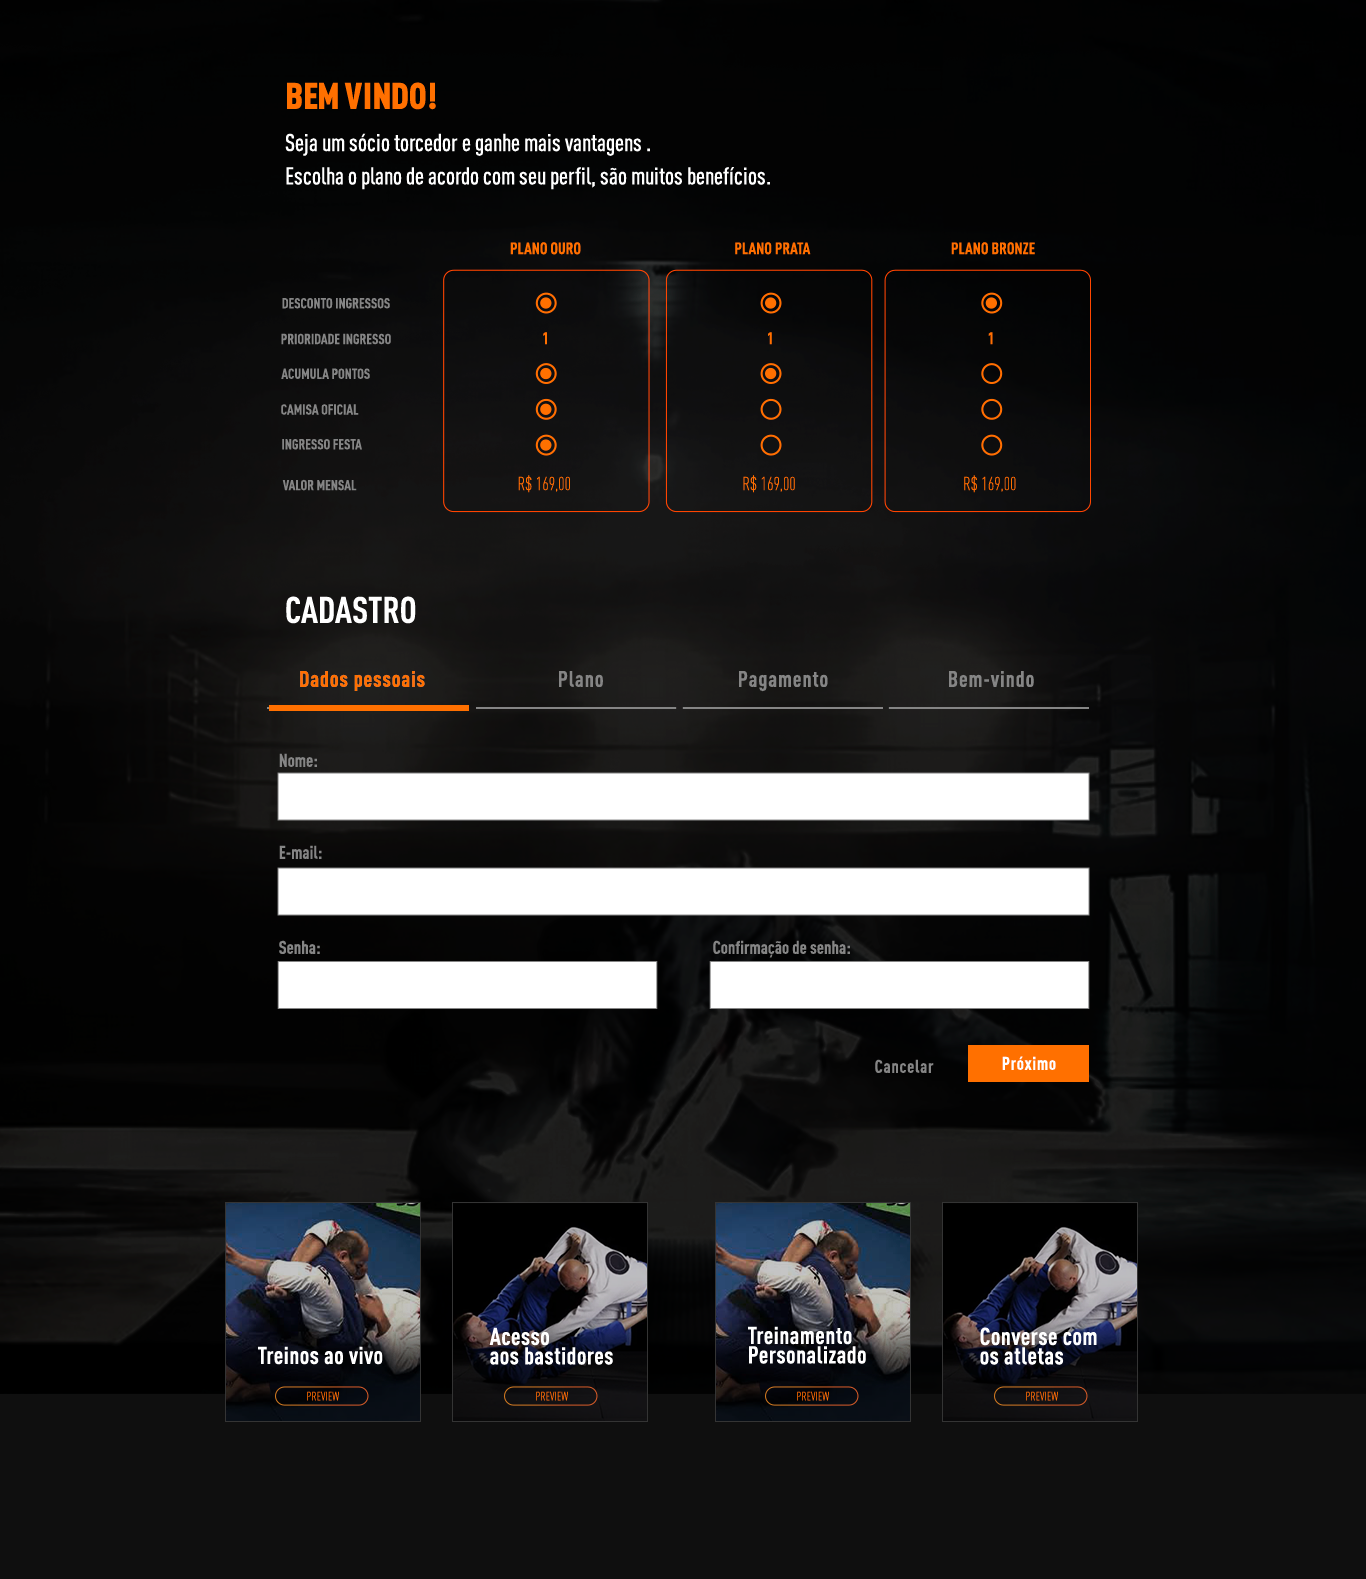 BEM VINDO!
Seja um sócio torcedor e ganhe mais vantagens .
Escolha o plano de acordo com seu perfil, são muitos benefícios.
PLANO OURO PLANO PRATA PLANO BRONZE
DESCONTO INGRESSOS
PRIORIDADE INGRESSO 1 1 1
ACUMULA PONTOS
CAMISA OFICIAL
INGRESSO FESTA
VALOR MENSAL R$ 169,00 R$ 169,00 R$ 169,00
CADASTRO
Dados pessoais Plano Pagamento Bem-vindo
Nome:
E-mail:
Senha: Confirmação de senha:
Cancelar Próximo
Treinos ao vivo
PREVIEW
Acesso
aos bastidores
PREVIEW
Treinamento
Personalizado
PREVIEW
Converse com
os atletas
PREVIEW